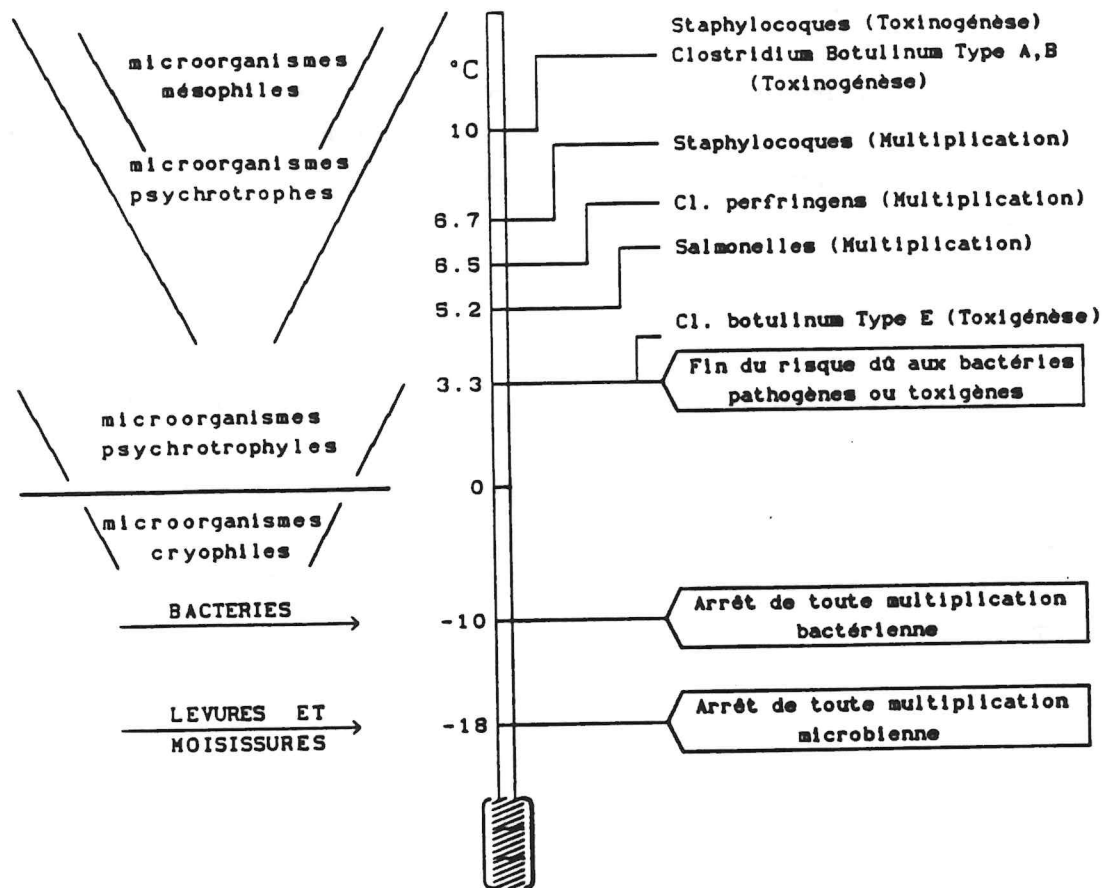 microorganismes
mésophiles
microorganismes
psychrotrophes
microorganismes
psychrotrophyles
microorganismes
cryophiles
BACTERIES
LEVURES ET
MOISISSURES
°C
10
6.7
6.5
5.2
3.3
0
-10
-18
Staphylocoques (Toxinogénèse)
Clostridium Botulinum Type A,B
(Toxinogénèse)
Staphylocoques (Multiplication)
Cl. perfringens (Multiplication)
Salmonelles (Multiplication)
Cl. botulinum Type E (Toxigénèse)
Fin du risque dû aux bactéries
pathogènes ou toxigènes
Arrêt de toute multiplication
bactérienne
Arrêt de toute multiplication
microbienne